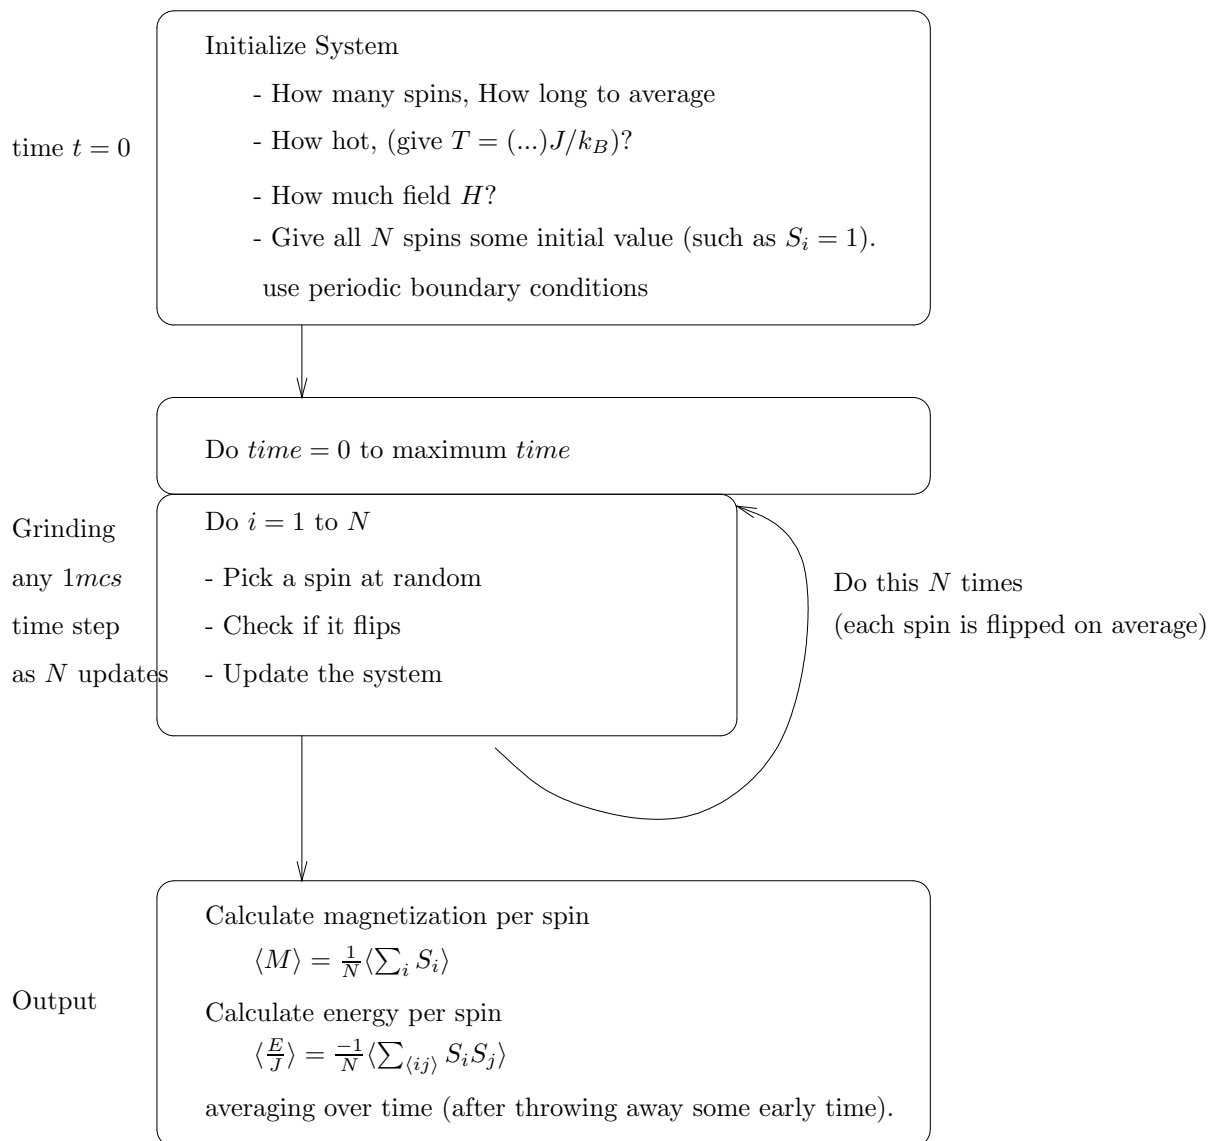 Initialize System
- How many spins, How long to average
time t = 0
- How hot, (give T = (...)J/k_B)?
- How much field H?
- Give all N spins some initial value (such as S_i = 1).
use periodic boundary conditions
Do time = 0 to maximum time
Grinding
any 1mcs
time step
as N updates
Do i = 1 to N
- Pick a spin at random
- Check if it flips
- Update the system
Do this N times
(each spin is flipped on average)
Output
Calculate magnetization per spin
⟨M⟩ = \frac{1}{N}⟨∑_i S_i⟩
Calculate energy per spin
⟨\frac{E}{J}⟩ = \frac{-1}{N}⟨∑_{⟨ij⟩} S_i S_j⟩
averaging over time (after throwing away some early time).